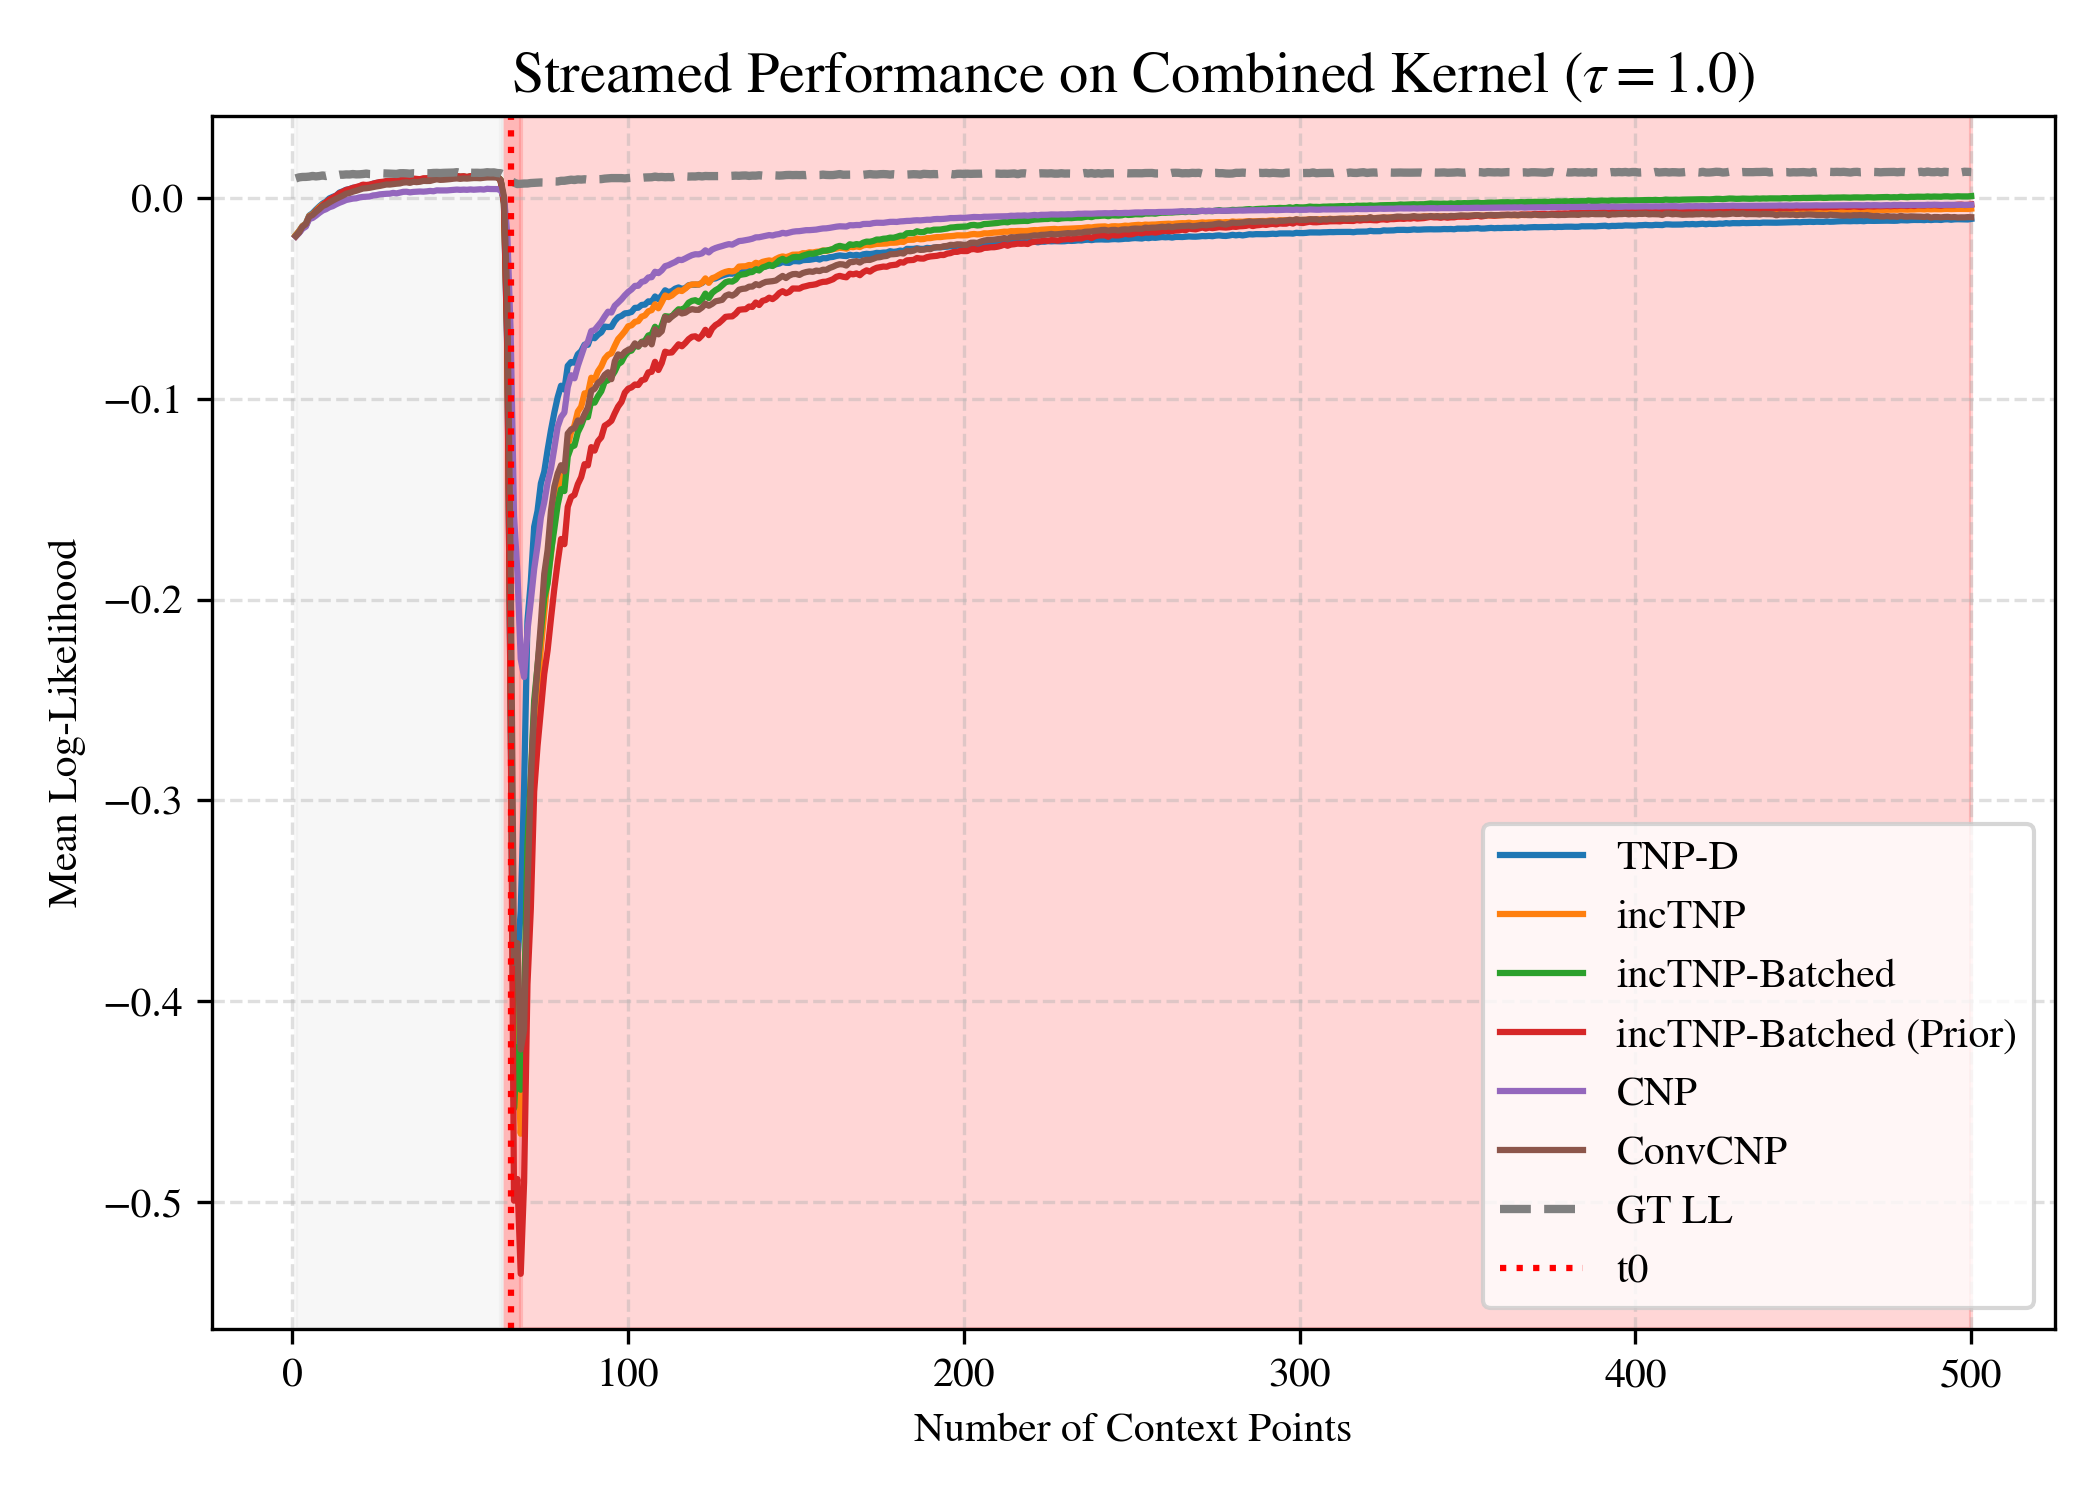 Streamed Performance on Combined Kernel (τ = 1.0)
Mean Log-Likelihood
0.0
−0.1
−0.2
−0.3
−0.4
−0.5
0
100
200
300
400
500
Number of Context Points
TNP-D
incTNP
incTNP-Batched
incTNP-Batched (Prior)
CNP
ConvCNP
GT LL
t0